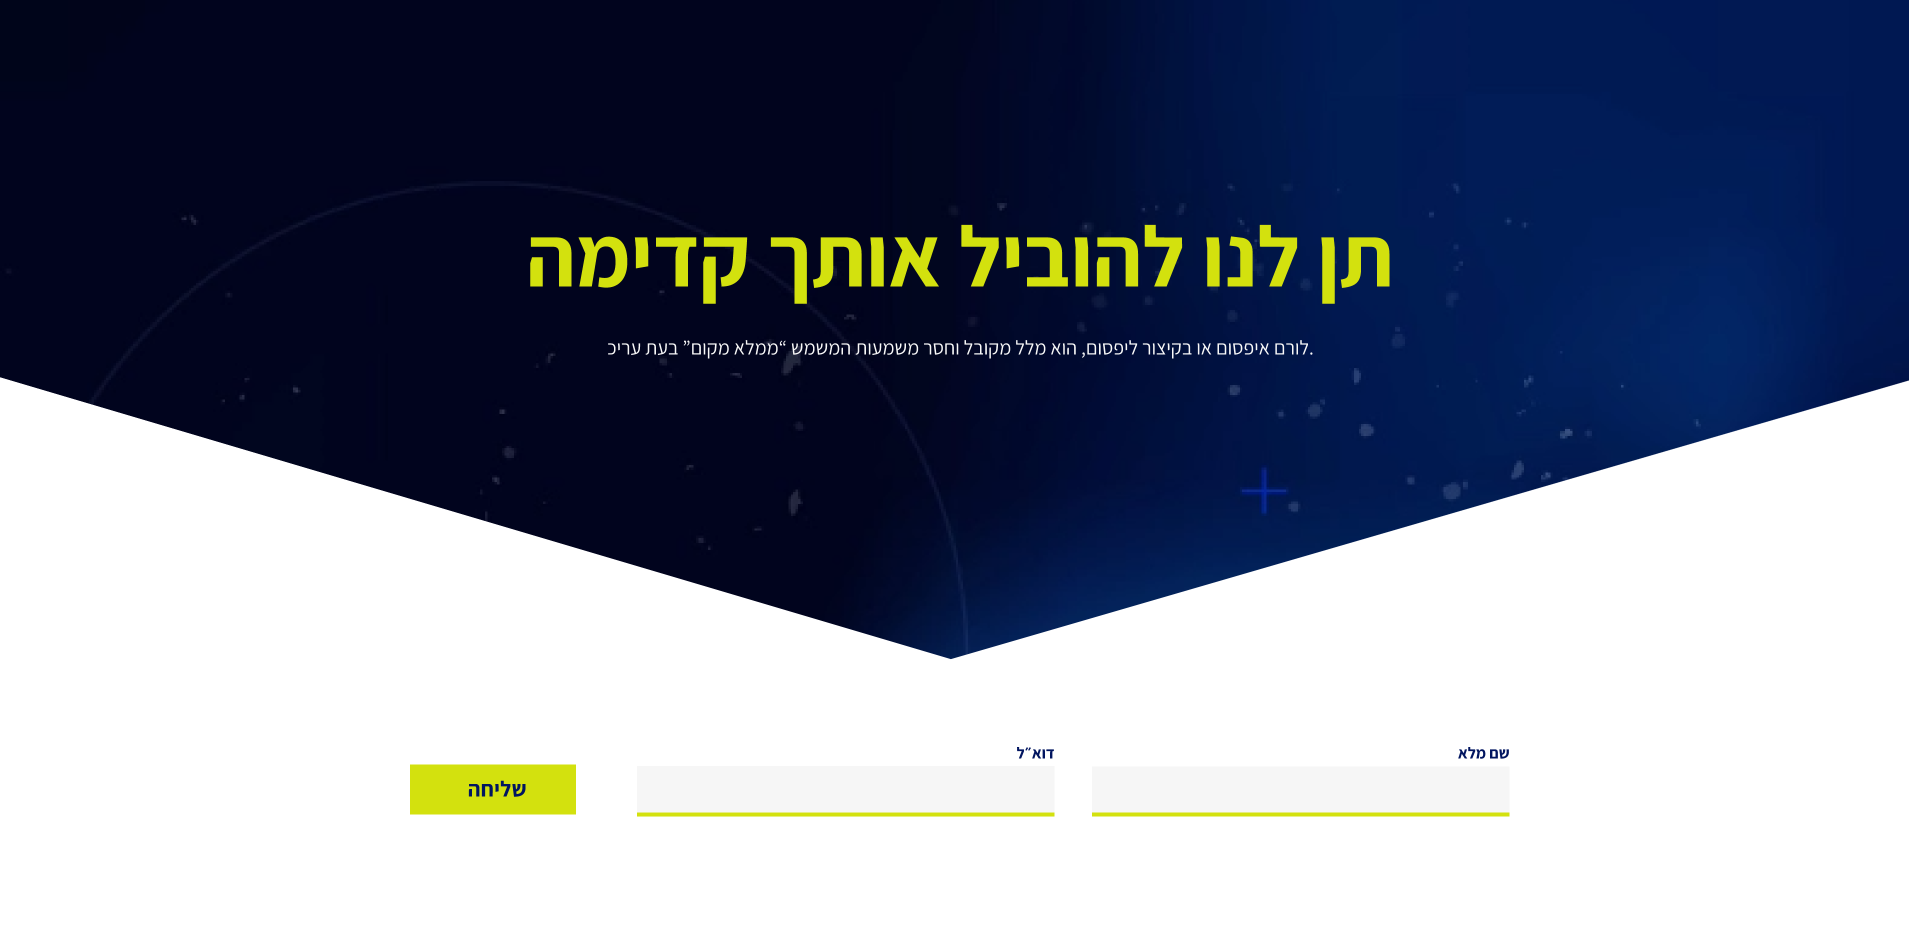 תן לנו להוביל אותך קדימה
לורם איפסום או בקיצור ליפסום, הוא מלל מקובל וחסר משמעות המשמש “ממלא מקום” בעת עריכ.
שם מלא
דוא״ל
שליחה